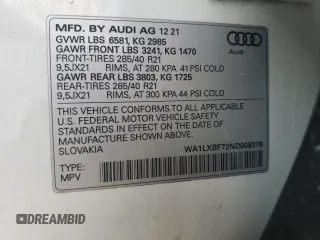 MFD. BY AUDI AG 12 21
GVWR LBS 6581, KG 2985
GAWR FRONT LBS 3241, KG 1470
FRONT-TIRES 285/40 R21
9,5JX21 RIMS, AT 280 KPA 41 PSI COLD
GAWR REAR LBS 3803, KG 1725
REAR-TIRES 285/40 R21
9,5JX21 RIMS, AT 300 KPA 44 PSI COLD
Audi
THIS VEHICLE CONFORMS TO ALL APPLICABLE
U.S. FEDERAL MOTOR VEHICLE SAFETY
STANDARDS IN EFFECT ON THE DATE OF
MANUFACTURE SHOWN ABOVE.
SLOVAKIA WA1LXBF72ND008376
TYPE:
MPV
DREAMBID